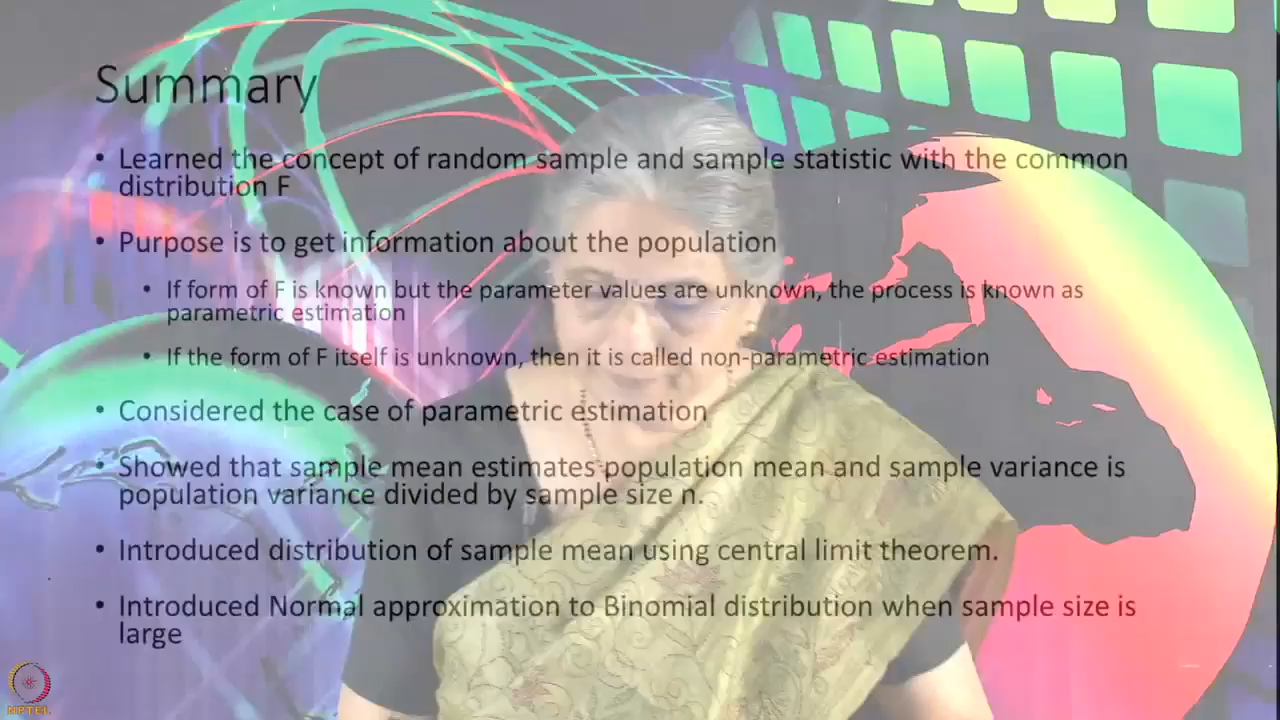 Summary
• Learned the concept of random sample and sample statistic with the common
distribution F
• Purpose is to get information about the population
• If form of F is known but the parameter values are unknown, the process is known as
parametric estimation
• If the form of F itself is unknown, then it is called non-parametric estimation
• Considered the case of parametric estimation
• Showed that sample mean estimates population mean and sample variance is
population variance divided by sample size n.
• Introduced distribution of sample mean using central limit theorem.
• Introduced Normal approximation to Binomial distribution when sample size is
large
NPTEL